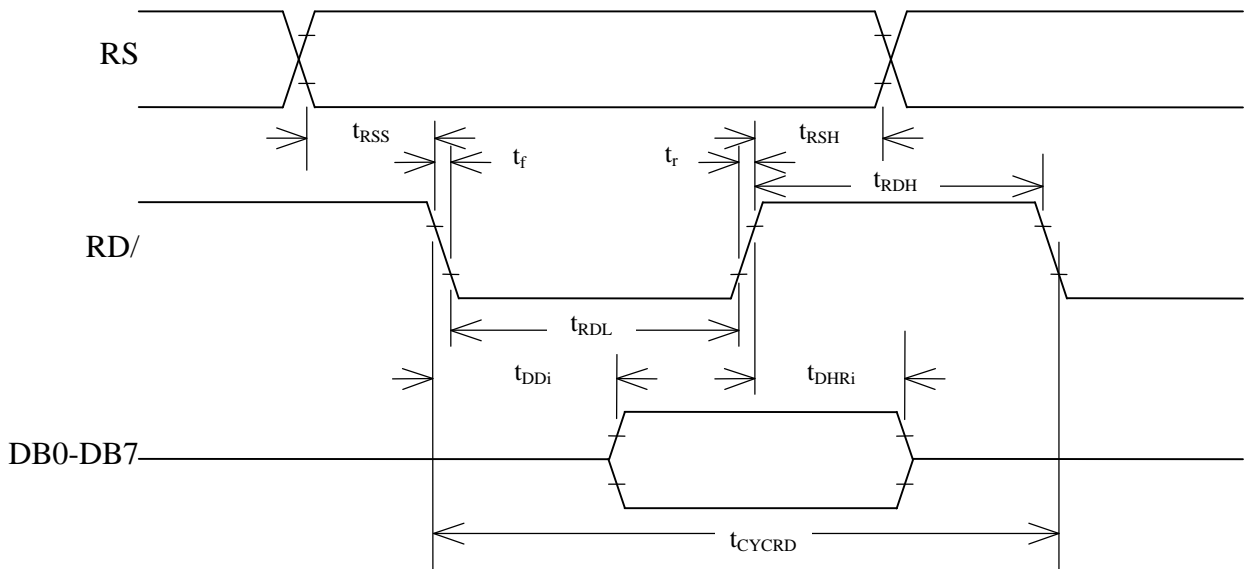 RS
tRSS
tRSH
tf
tr
tRDH
RD/
tRDL
tDDi
tDHRi
DB0-DB7
tCYCRD